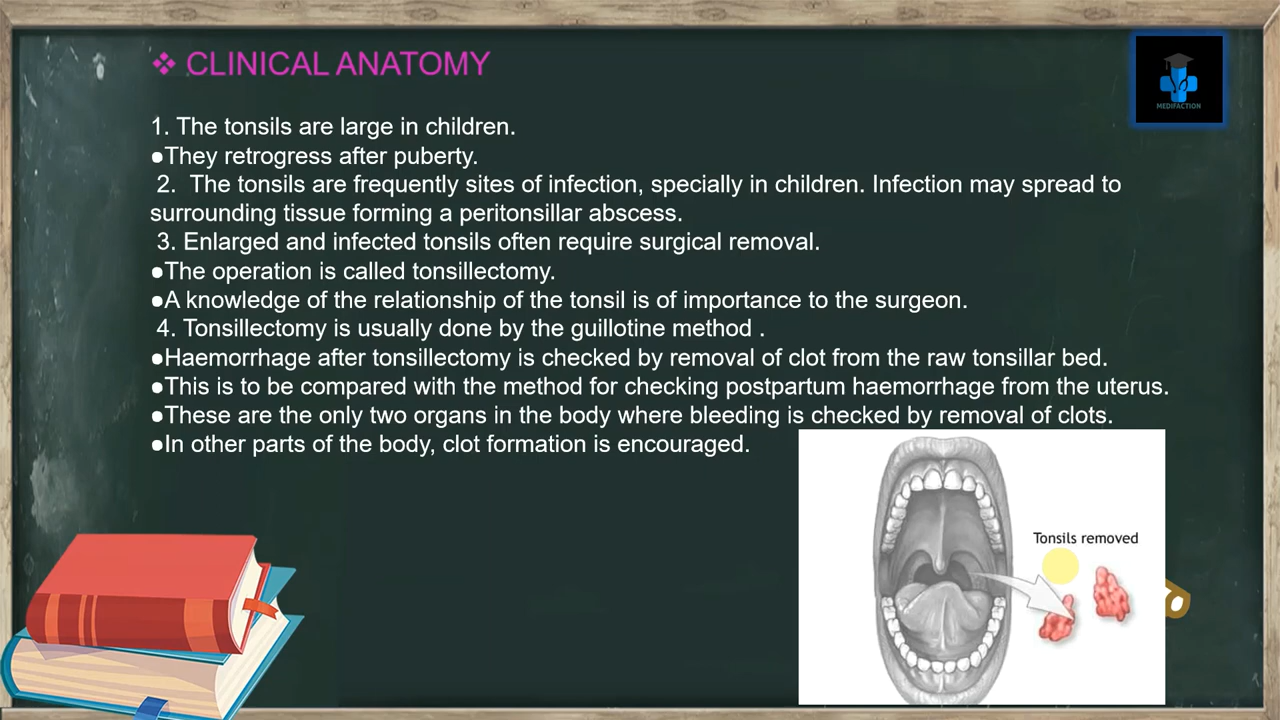 ❖ CLINICAL ANATOMY
MEDIFACTION
1. The tonsils are large in children.
●They retrogress after puberty.
2. The tonsils are frequently sites of infection, specially in children. Infection may spread to
surrounding tissue forming a peritonsillar abscess.
3. Enlarged and infected tonsils often require surgical removal.
●The operation is called tonsillectomy.
●A knowledge of the relationship of the tonsil is of importance to the surgeon.
4. Tonsillectomy is usually done by the guillotine method .
●Haemorrhage after tonsillectomy is checked by removal of clot from the raw tonsillar bed.
●This is to be compared with the method for checking postpartum haemorrhage from the uterus.
●These are the only two organs in the body where bleeding is checked by removal of clots.
●In other parts of the body, clot formation is encouraged.
Tonsils removed